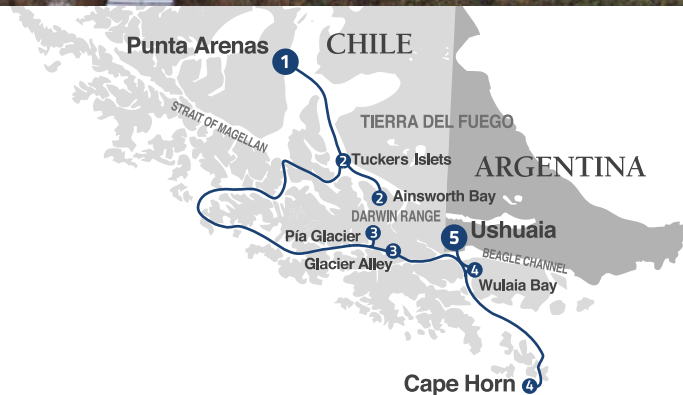 Punta Arenas
CHILE
1
STRAIT OF MAGELLAN
TIERRA DEL FUEGO
2
Tuckers Islets
ARGENTINA
2
Ainsworth Bay
DARWIN RANGE
Pía Glacier
3
5
Ushuaia
Glacier Alley
3
BEAGLE CHANNEL
4
Wulaia Bay
Cape Horn
4